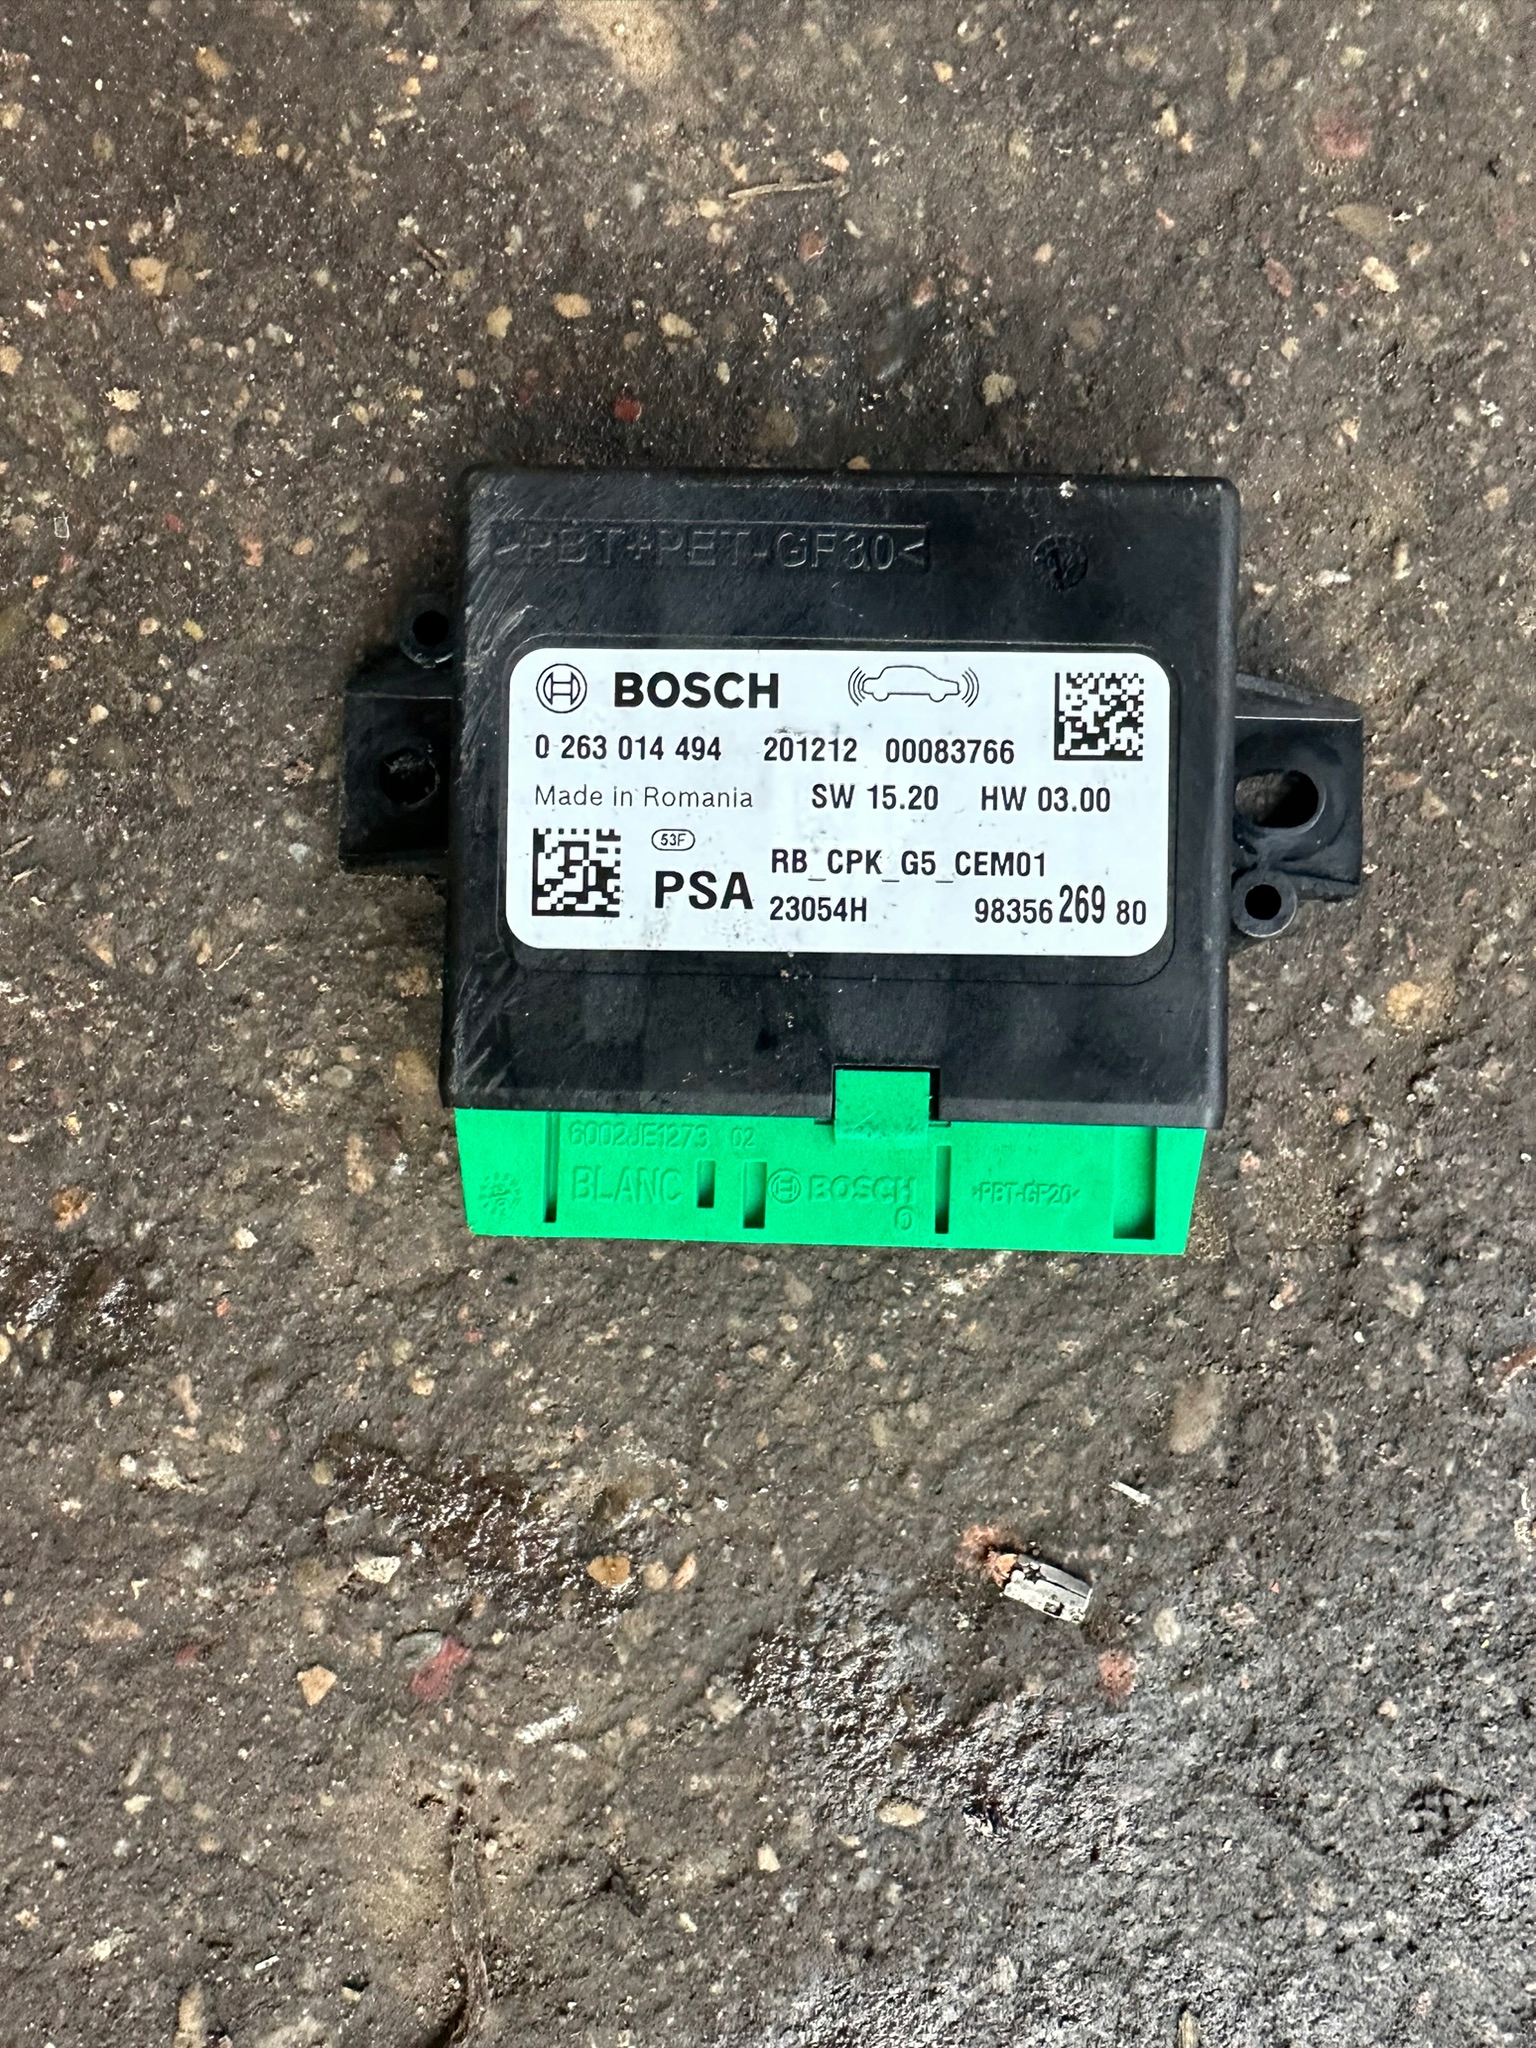 >PBT+PET-GF30<
BOSCH
0 263 014 494 201212 00083766
Made in Romania SW 15.20 HW 03.00
53F
RB_CPK_G5_CEM01
PSA 23054H 98356 269 80
6002JE1273 02
BLANC BOSCH >PBT-GF20<